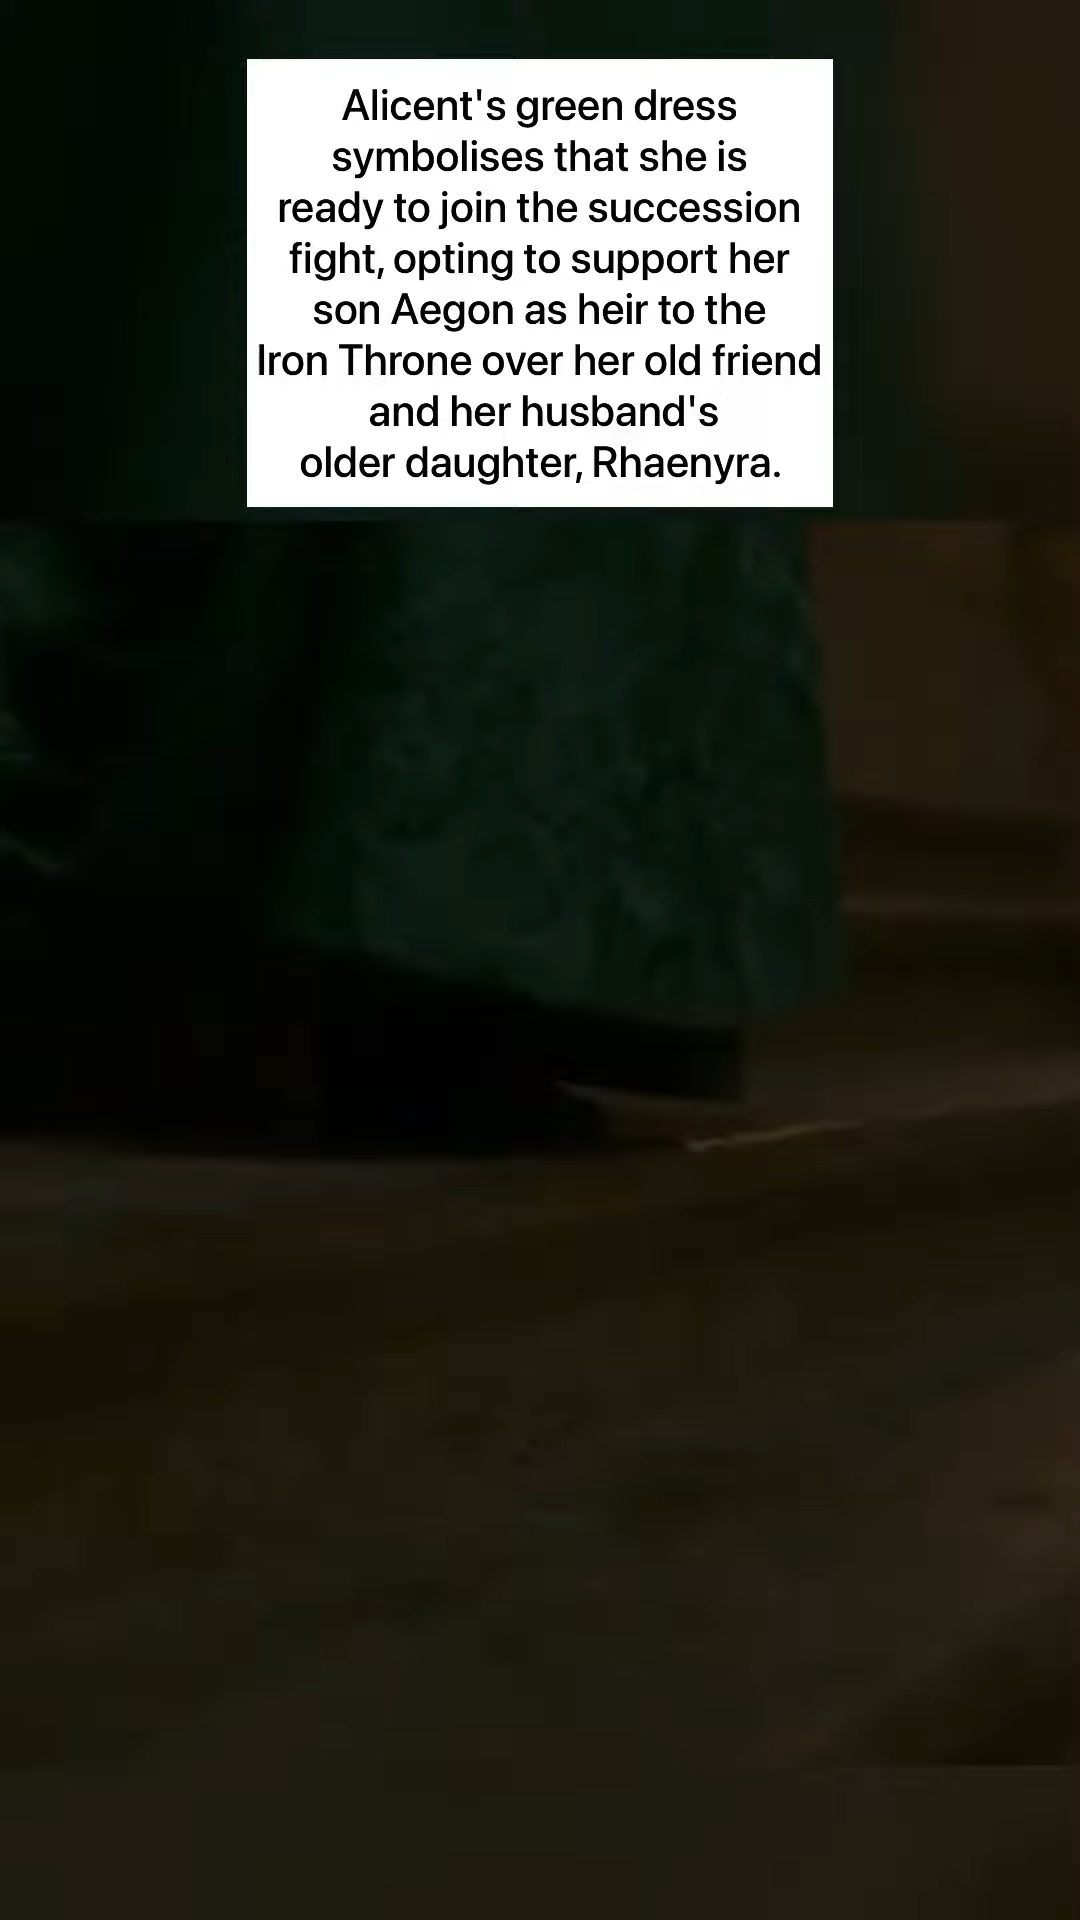 Alicent's green dress
symbolises that she is
ready to join the succession
fight, opting to support her
son Aegon as heir to the
Iron Throne over her old friend
and her husband's
older daughter, Rhaenyra.